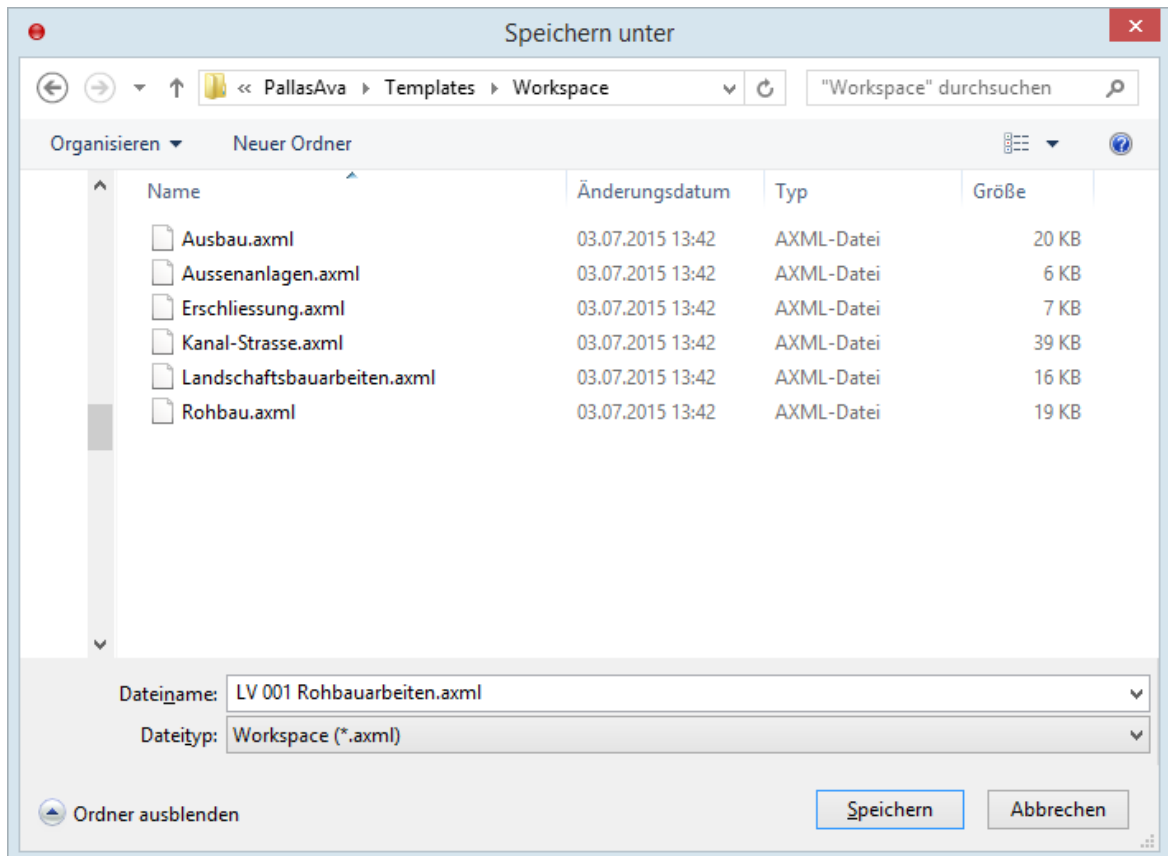 Speichern unter
« PallasAva Templates Workspace "Workspace" durchsuchen
Organisieren Neuer Ordner
Name Änderungsdatum Typ Größe
Ausbau.axml 03.07.2015 13:42 AXML-Datei 20 KB
Aussenanlagen.axml 03.07.2015 13:42 AXML-Datei 6 KB
Erschliessung.axml 03.07.2015 13:42 AXML-Datei 7 KB
Kanal-Strasse.axml 03.07.2015 13:42 AXML-Datei 39 KB
Landschaftsbauarbeiten.axml 03.07.2015 13:42 AXML-Datei 16 KB
Rohbau.axml 03.07.2015 13:42 AXML-Datei 19 KB
Dateiname: LV 001 Rohbauarbeiten.axml
Dateityp: Workspace (*.axml)
Ordner ausblenden Speichern Abbrechen